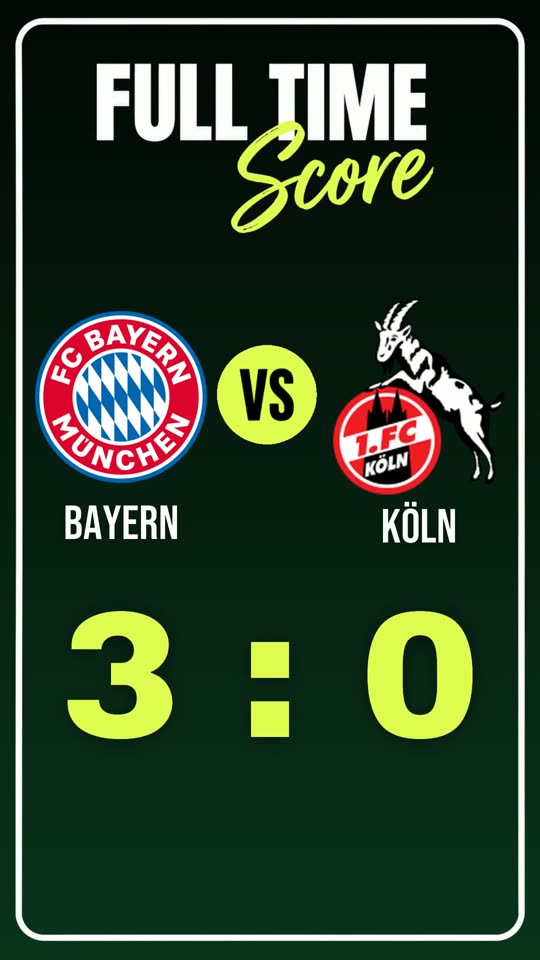 FULL TIME
Score
FC BAYERN
MÜNCHEN
VS
1.FC
KÖLN
BAYERN
KÖLN
3 : 0